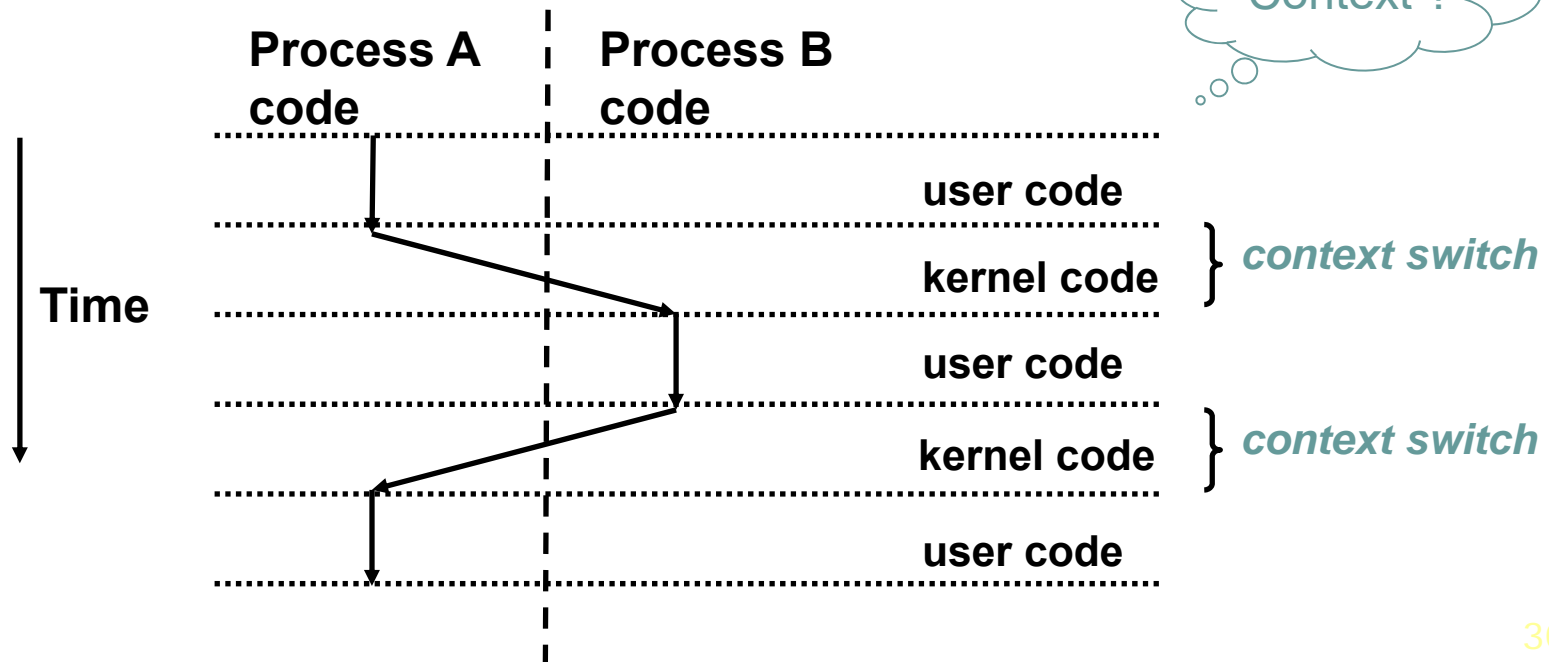 Context ?
Process A
code
Process B
code
user code
context switch
kernel code
Time
user code
context switch
kernel code
user code